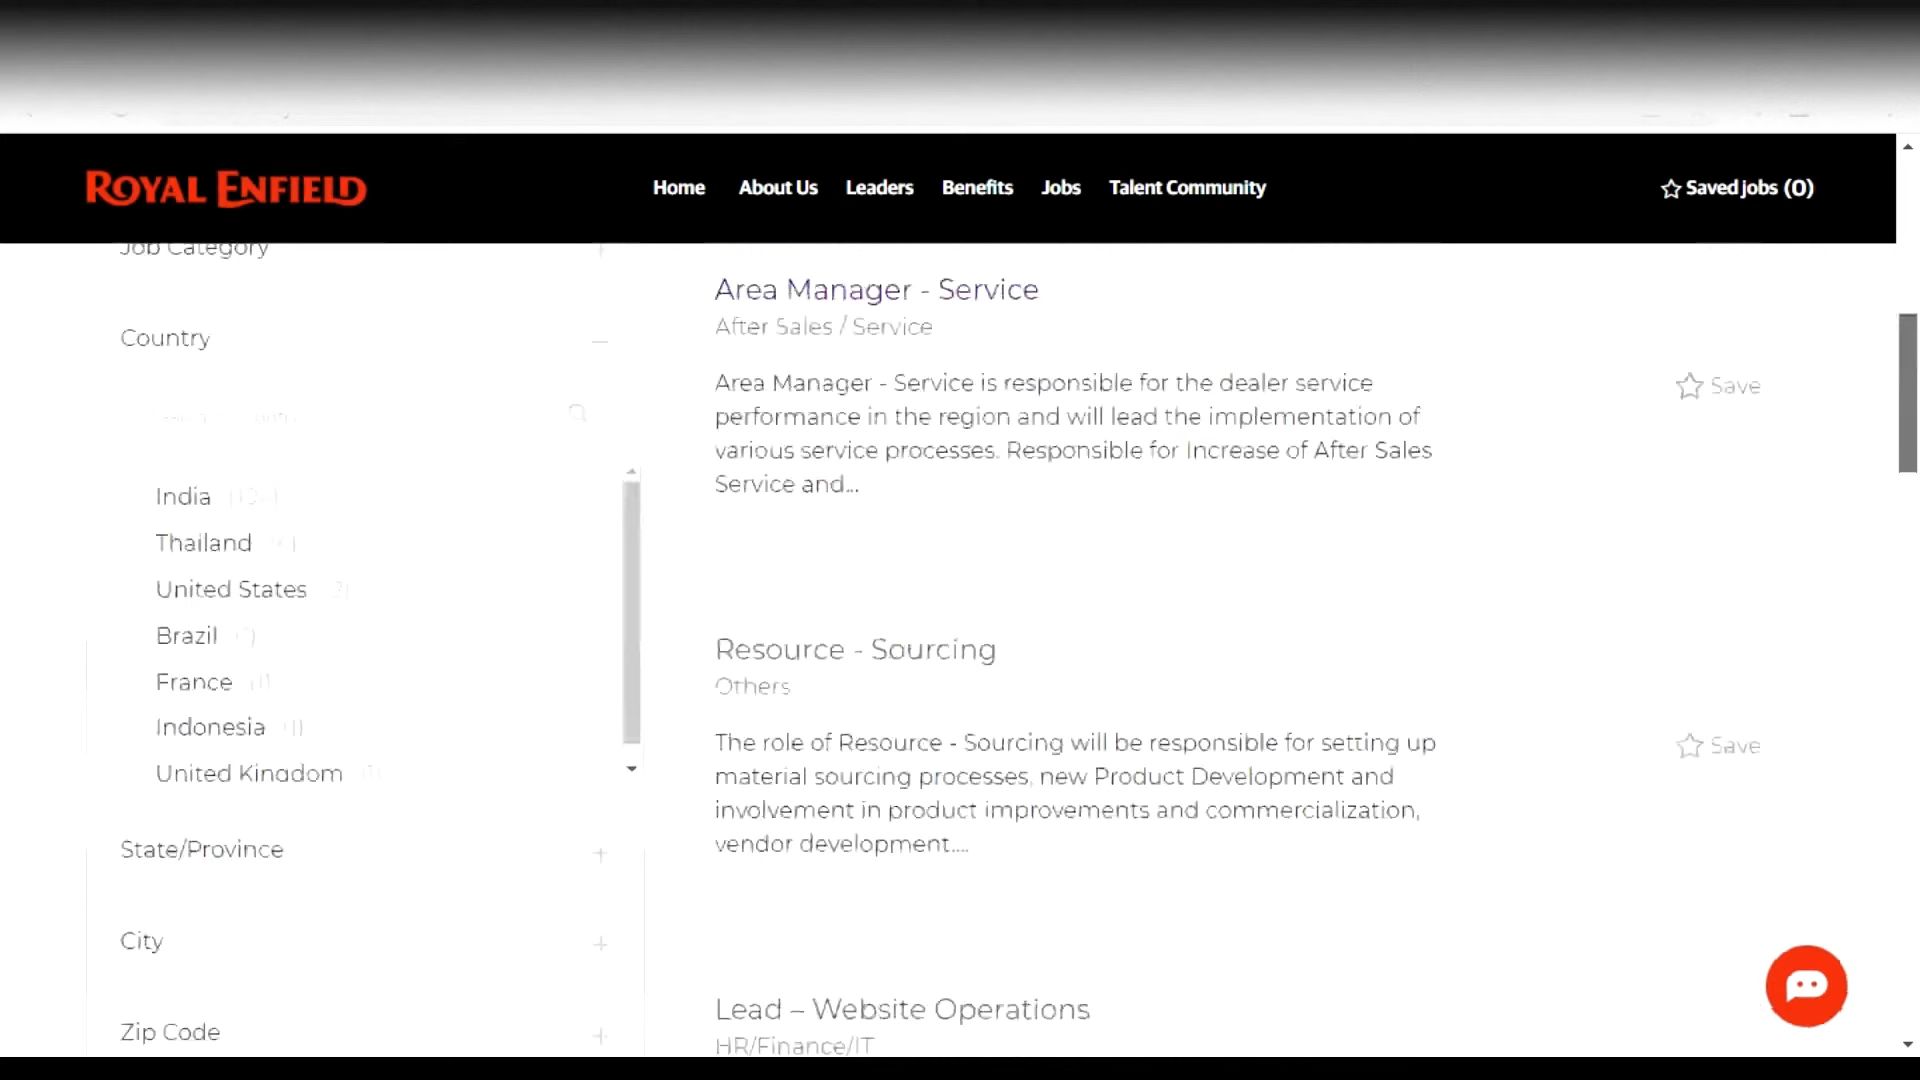 ROYAL ENFIELD
Home About Us Leaders Benefits Jobs Talent Community
Saved jobs (0)
Job Category
Country
India
Thailand
United States
Brazil
France
Indonesia
United Kingdom
State/Province
City
Zip Code
Area Manager - Service
After Sales / Service
Area Manager - Service is responsible for the dealer service
performance in the region and will lead the implementation of
various service processes. Responsible for Increase of After Sales
Service and...
Save
Resource - Sourcing
Others
The role of Resource - Sourcing will be responsible for setting up
material sourcing processes, new Product Development and
involvement in product improvements and commercialization,
vendor development....
Save
Lead – Website Operations
HR/Finance/IT